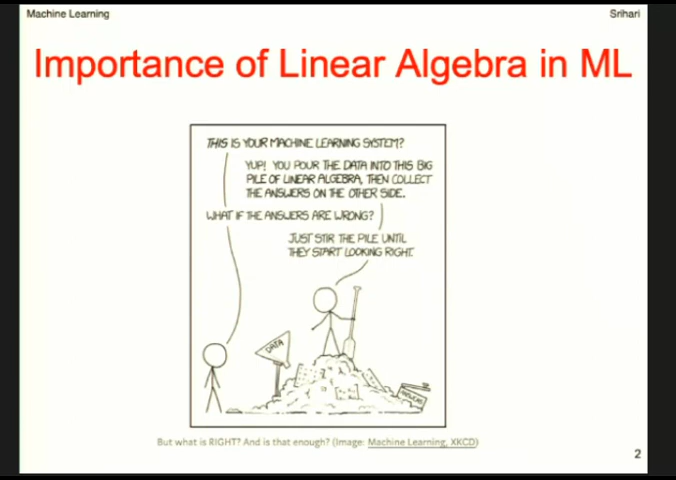 Machine Learning
Srihari
Importance of Linear Algebra in ML
THIS IS YOUR MACHINE LEARNING SYSTEM?
YUP! YOU POUR THE DATA INTO THIS BIG
PILE OF LINEAR ALGEBRA, THEN COLLECT
THE ANSWERS ON THE OTHER SIDE.
WHAT IF THE ANSWERS ARE WRONG?
JUST STIR THE PILE UNTIL
THEY START LOOKING RIGHT.
DATA
ANSWERS
But what is RIGHT? And is that enough? (Image: Machine Learning, XKCD)
2